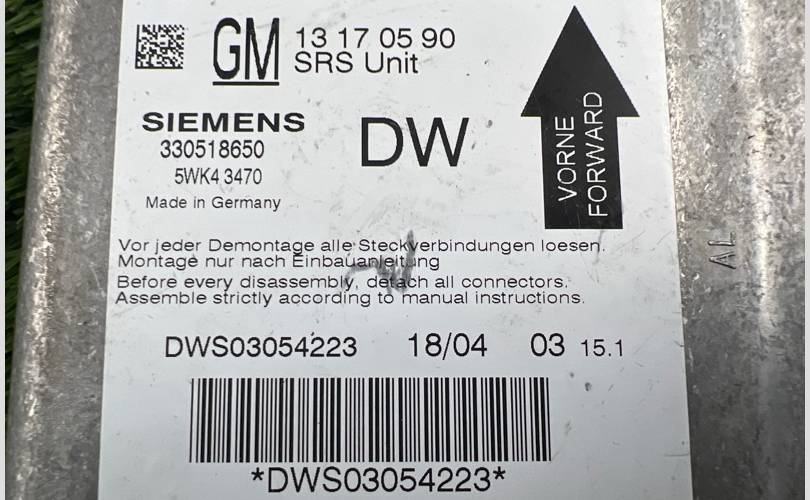 GM 13 17 05 90
SRS Unit
SIEMENS
330518650
5WK4 3470
Made in Germany
DW
VORNE
FORWARD
Vor jeder Demontage alle Steckverbindungen loesen.
Montage nur nach Einbauanleitung
Before every disassembly, detach all connectors.
Assemble strictly according to manual instructions.
DWS03054223 18/04 03 15.1
*DWS03054223*
AL